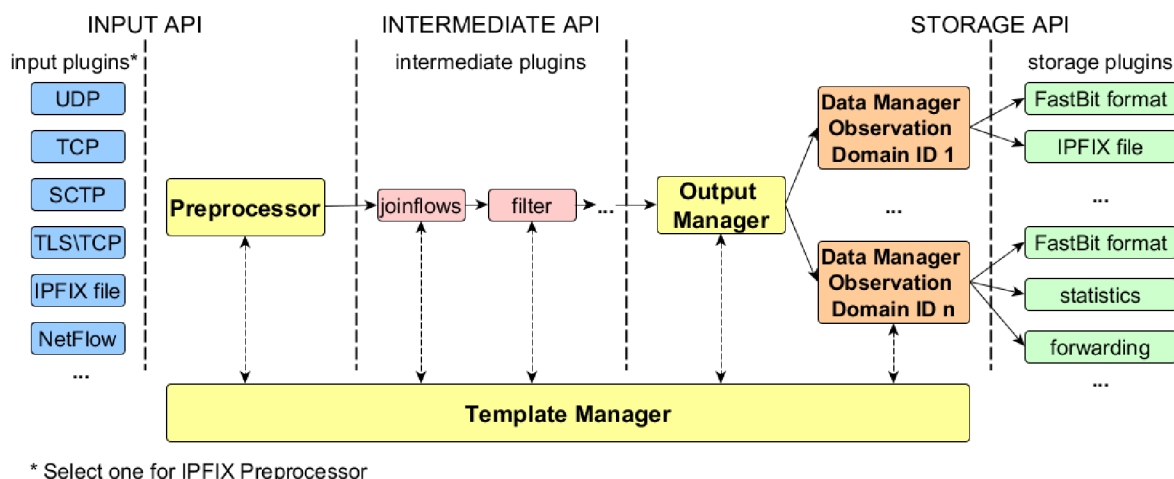 INPUT API
INTERMEDIATE API
STORAGE API
input plugins*
intermediate plugins
storage plugins
UDP
TCP
SCTP
TLS\TCP
IPFIX file
NetFlow
...
Preprocessor
joinflows
filter
...
Output
Manager
Data Manager
Observation
Domain ID 1
...
Data Manager
Observation
Domain ID n
FastBit format
IPFIX file
...
FastBit format
statistics
forwarding
...
Template Manager
* Select one for IPFIX Preprocessor